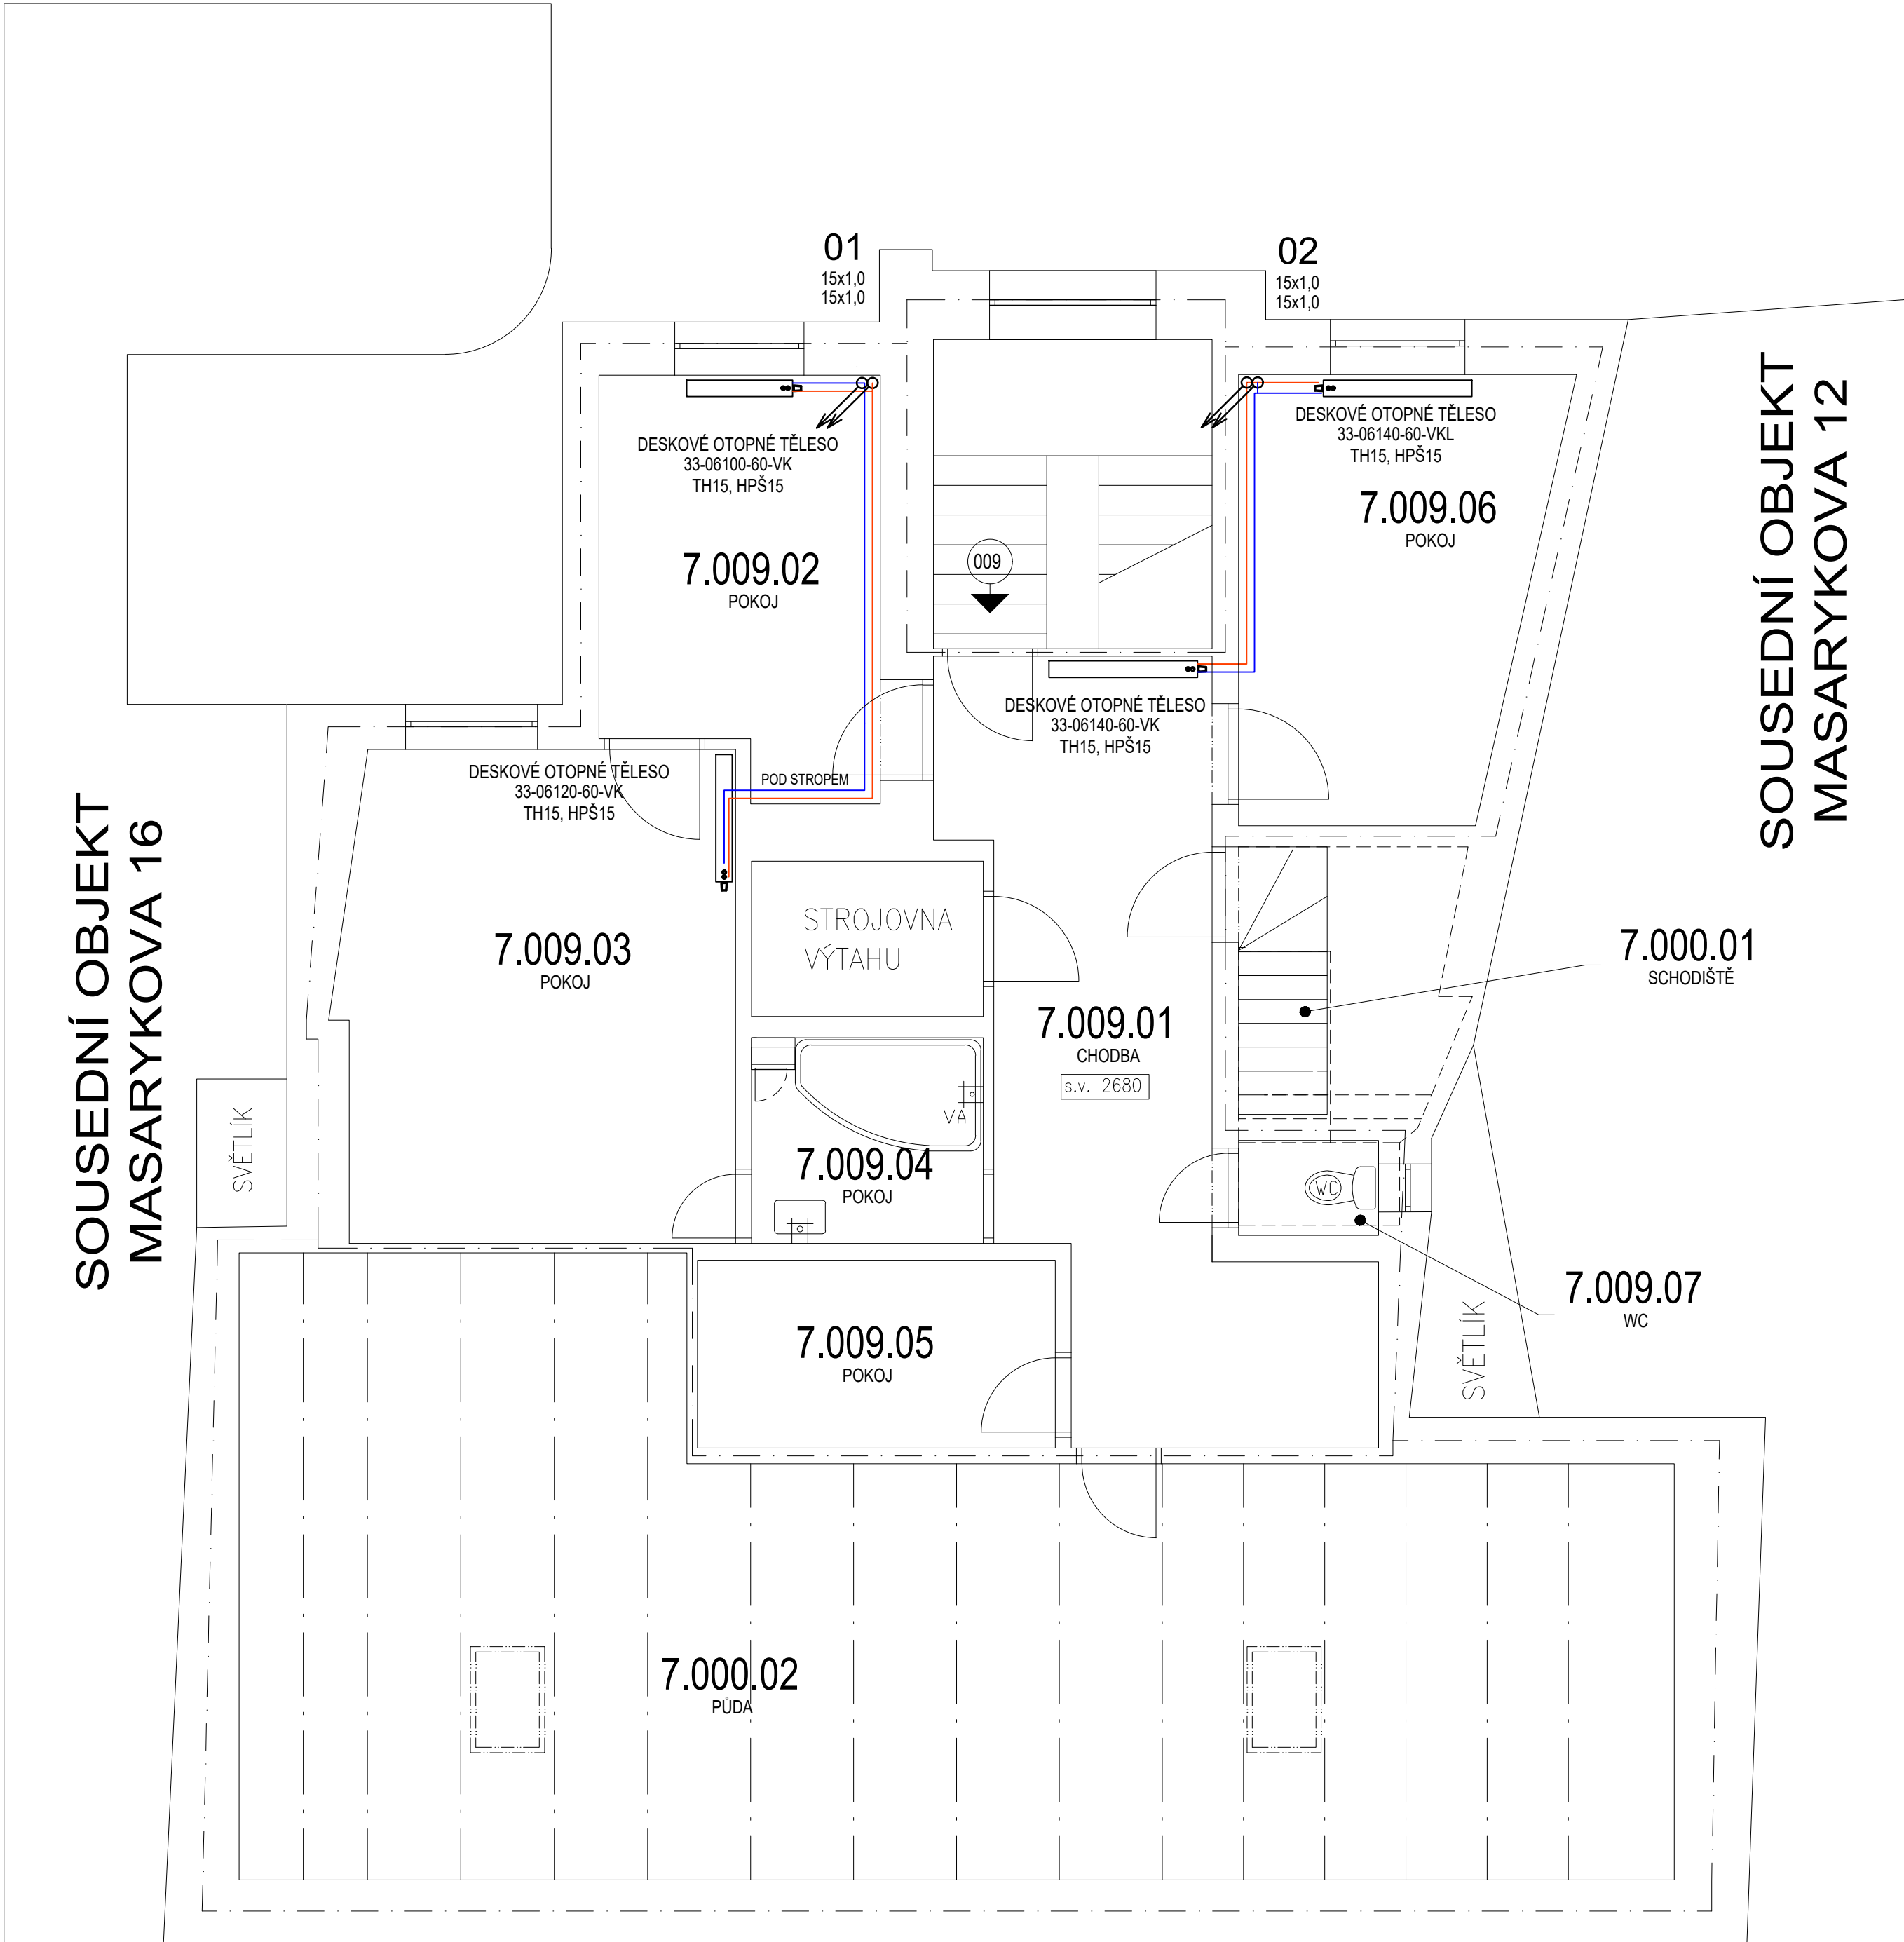 01
15x1,0
15x1,0
02
15x1,0
15x1,0
DESKOVÉ OTOPNÉ TĚLESO
33-06100-60-VK
TH15, HPŠ15
DESKOVÉ OTOPNÉ TĚLESO
33-06140-60-VKL
TH15, HPŠ15
7.009.02
POKOJ
009
7.009.06
POKOJ
SOUSEDNÍ OBJEKT
MASARYKOVA 12
DESKOVÉ OTOPNÉ TĚLESO
33-06140-60-VK
TH15, HPŠ15
DESKOVÉ OTOPNÉ TĚLESO
33-06120-60-VK
TH15, HPŠ15
POD STROPEM
SOUSEDNÍ OBJEKT
MASARYKOVA 16
7.009.03
POKOJ
STROJOVNA
VÝTAHU
7.000.01
SCHODIŠTĚ
7.009.01
CHODBA
s.v. 2680
SVĚTLÍK
VA
7.009.04
POKOJ
WC
7.009.07
WC
7.009.05
POKOJ
SVĚTLÍK
7.000.02
PŮDA